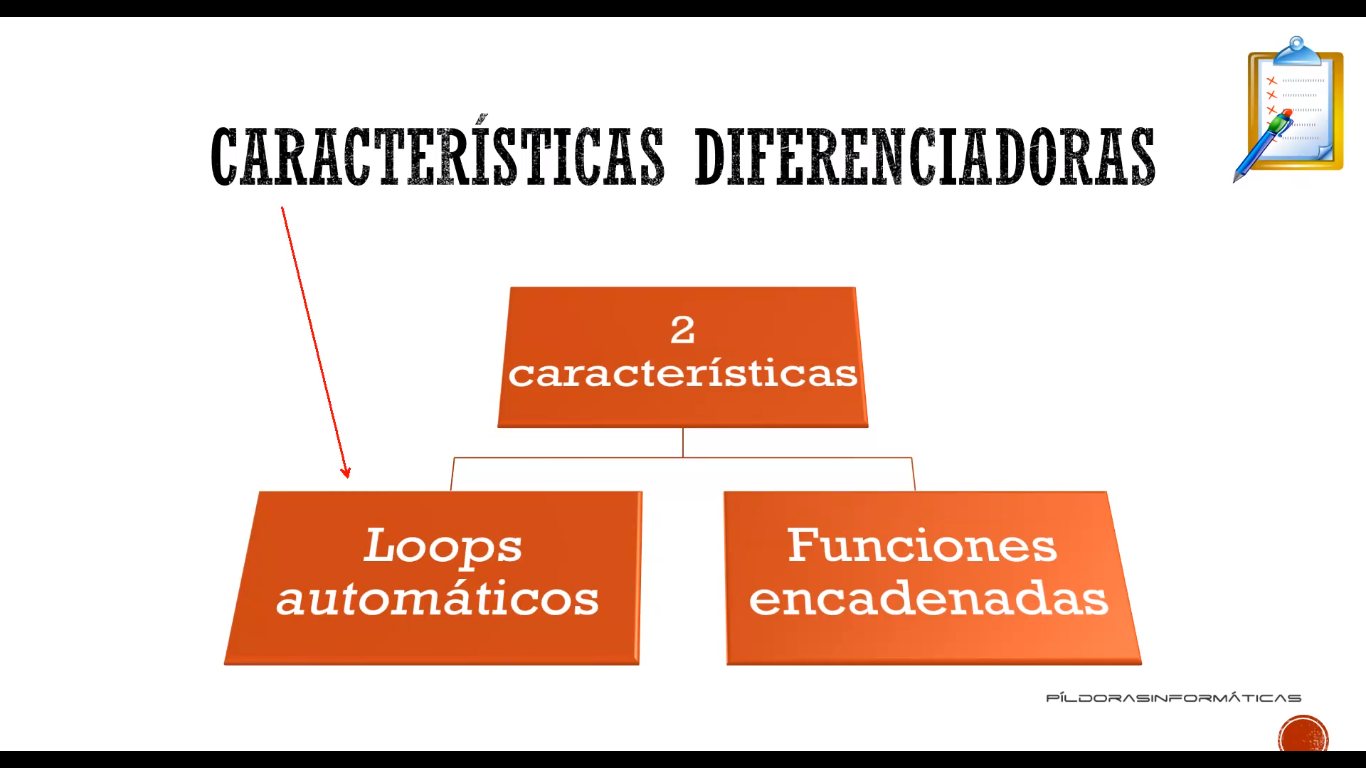 CARACTERÍSTICAS DIFERENCIADORAS
2
características
Loops
automáticos
Funciones
encadenadas
PÍLDORASINFORMÁTICAS